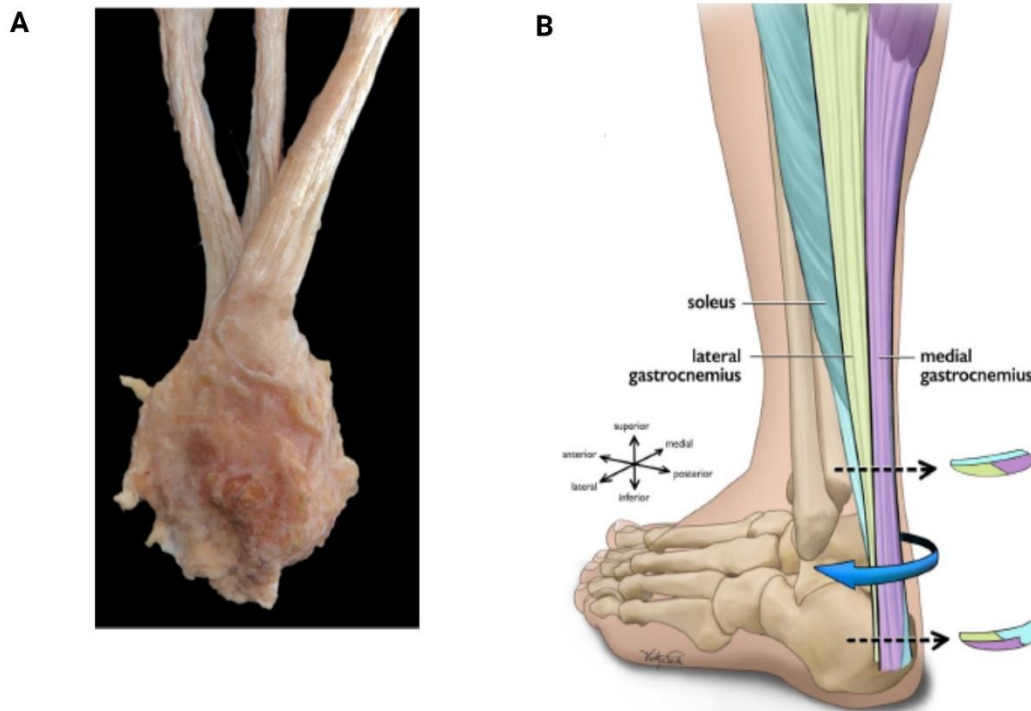 A
B
soleus
lateral
gastrocnemius
medial
gastrocnemius
superior
medial
anterior
posterior
lateral
inferior